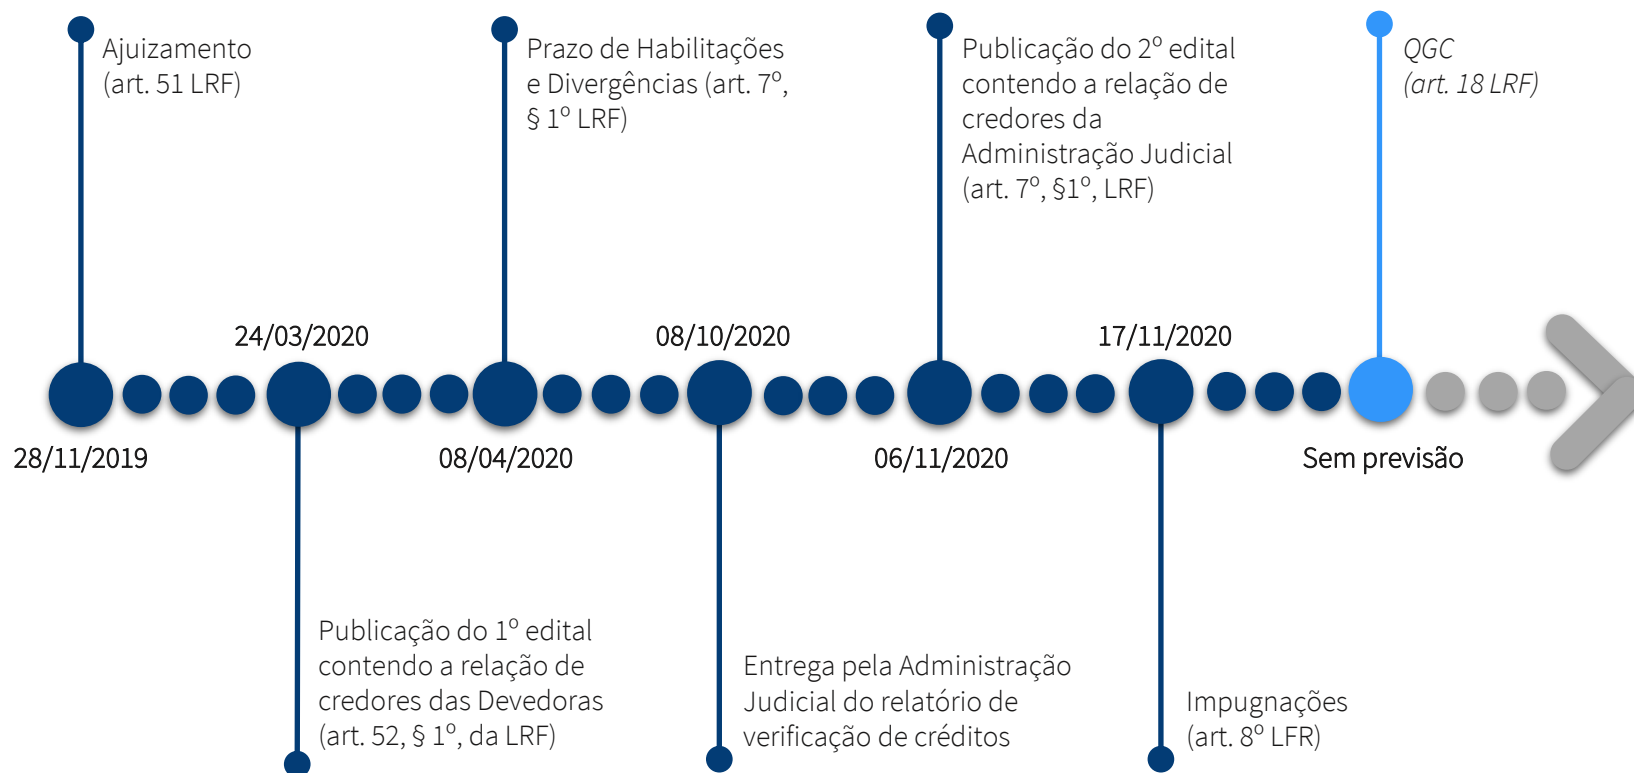 Ajuizamento
(art. 51 LRF)
Prazo de Habilitações
e Divergências (art. 7º,
§ 1º LRF)
Publicação do 2º edital
contendo a relação de
credores da
Administração Judicial
(art. 7º, §1º, LRF)
QGC
(art. 18 LRF)
24/03/2020
08/10/2020
17/11/2020
28/11/2019
08/04/2020
06/11/2020
Sem previsão
Publicação do 1º edital
contendo a relação de
credores das Devedoras
(art. 52, § 1º, da LRF)
Entrega pela Administração
Judicial do relatório de
verificação de créditos
Impugnações
(art. 8º LFR)